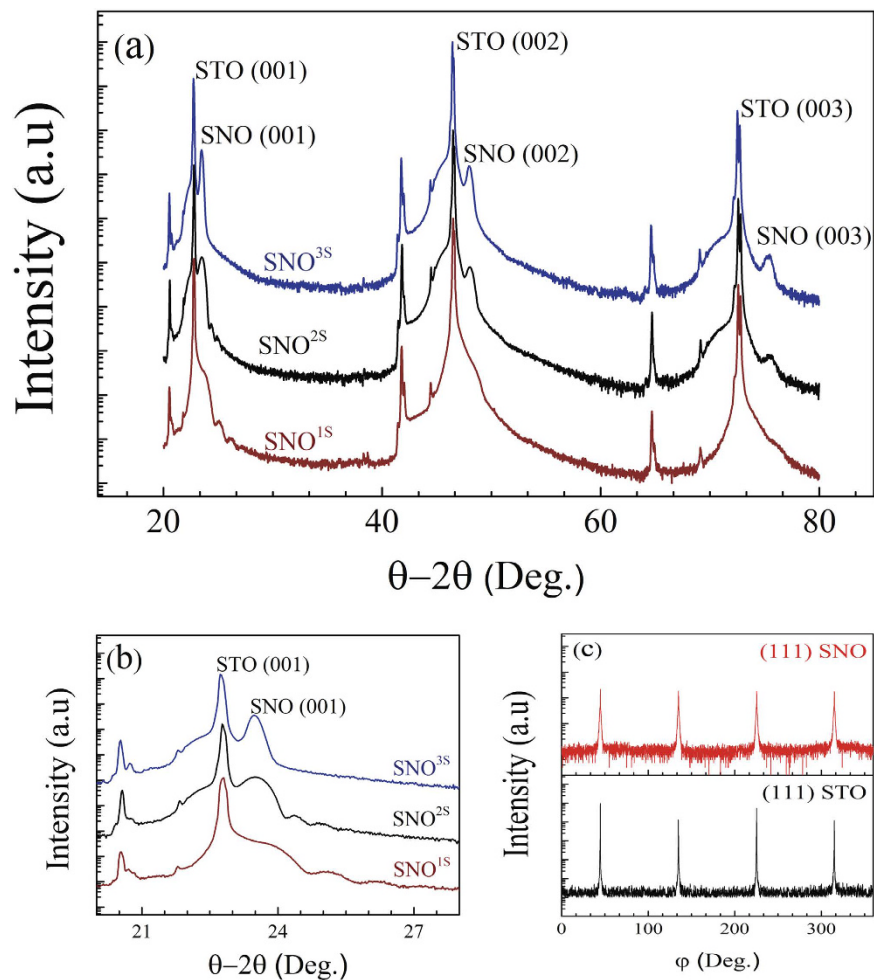 (a)
STO (001)
SNO (001)
STO (002)
SNO (002)
STO (003)
SNO (003)
SNO3S
SNO2S
SNO1S
Intensity (a.u)
20 40 60 80
θ–2θ (Deg.)
(b)
STO (001)
SNO (001)
SNO3S
SNO2S
SNO1S
Intensity (a.u)
21 24 27
θ–2θ (Deg.)
(c)
(111) SNO
(111) STO
Intensity (a.u)
0 100 200 300
φ (Deg.)